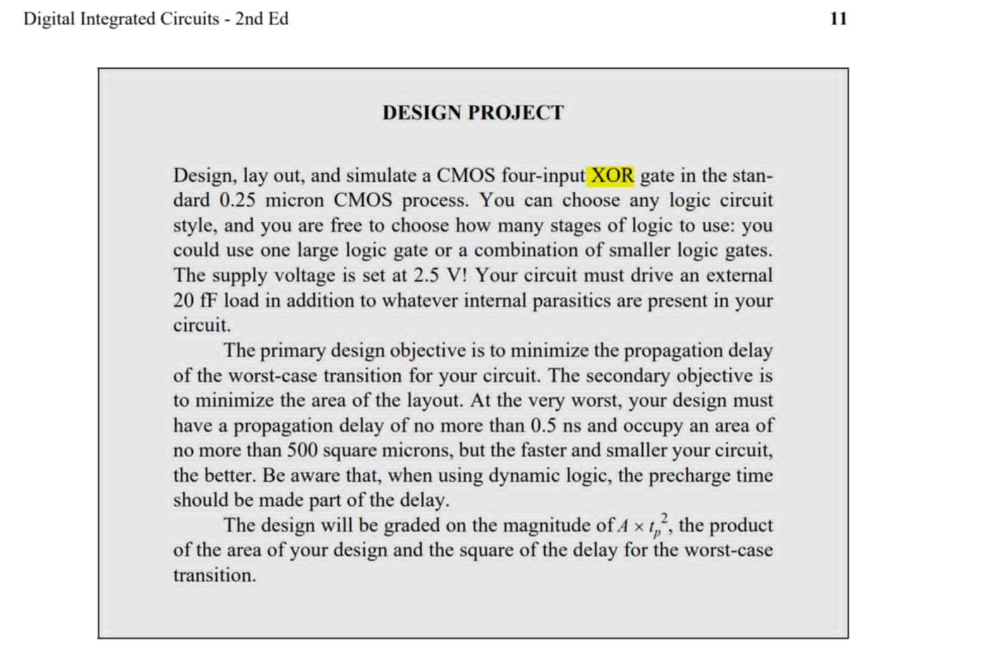 Digital Integrated Circuits - 2nd Ed
11
DESIGN PROJECT
Design, lay out, and simulate a CMOS four-input XOR gate in the stan-
dard 0.25 micron CMOS process. You can choose any logic circuit
style, and you are free to choose how many stages of logic to use: you
could use one large logic gate or a combination of smaller logic gates.
The supply voltage is set at 2.5 V! Your circuit must drive an external
20 fF load in addition to whatever internal parasitics are present in your
circuit.
The primary design objective is to minimize the propagation delay
of the worst-case transition for your circuit. The secondary objective is
to minimize the area of the layout. At the very worst, your design must
have a propagation delay of no more than 0.5 ns and occupy an area of
no more than 500 square microns, but the faster and smaller your circuit,
the better. Be aware that, when using dynamic logic, the precharge time
should be made part of the delay.
The design will be graded on the magnitude of A × tₚ², the product
of the area of your design and the square of the delay for the worst-case
transition.